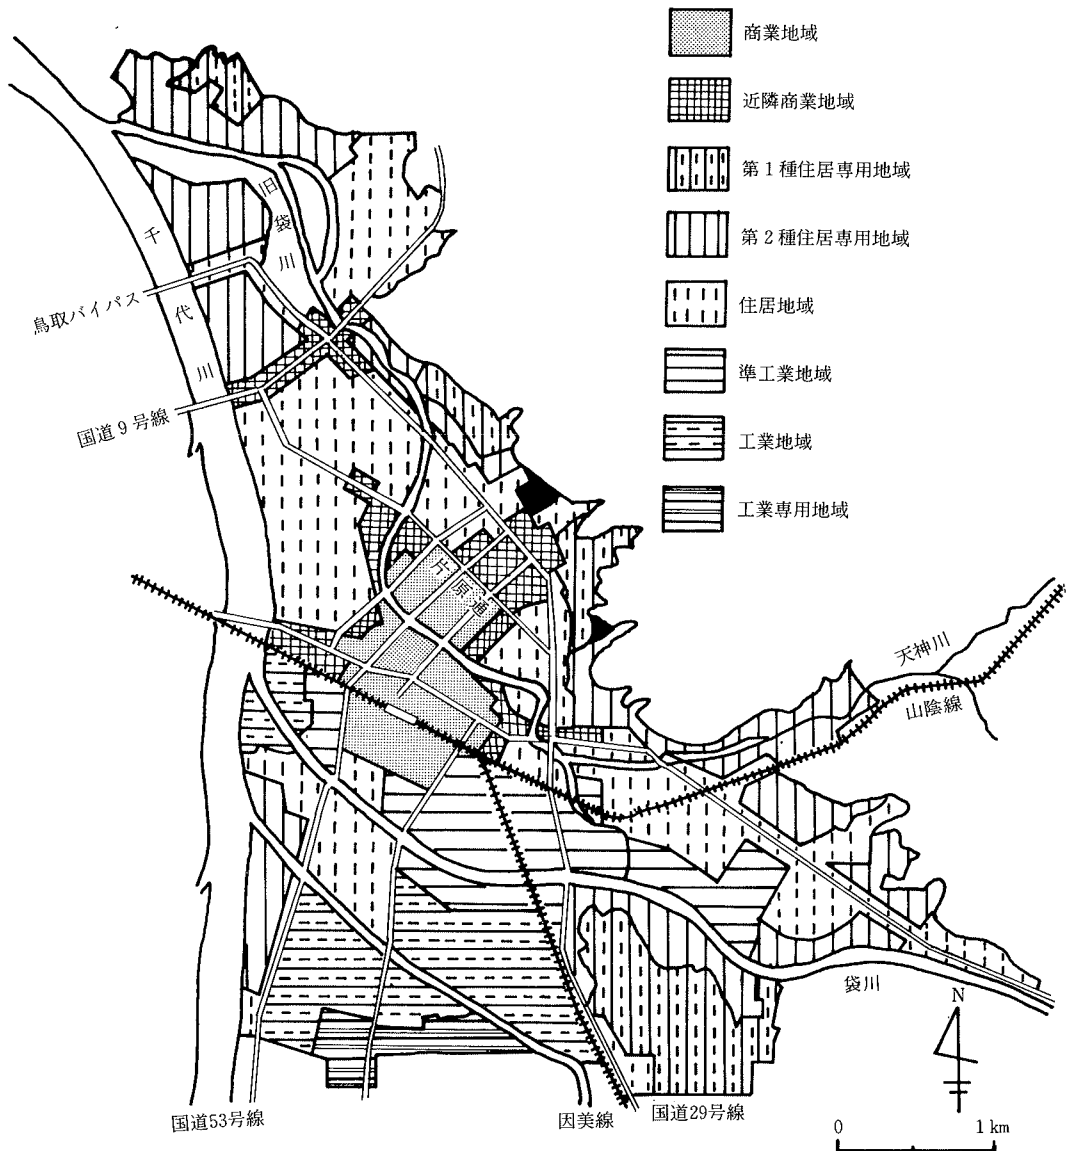 商業地域
近隣商業地域
第1種住居専用地域
第2種住居専用地域
住居地域
準工業地域
工業地域
工業専用地域
旧袋川
千代川
鳥取バイパス
国道9号線
片原通
天神川
山陰線
袋川
N
国道53号線
因美線
国道29号線
0 1km